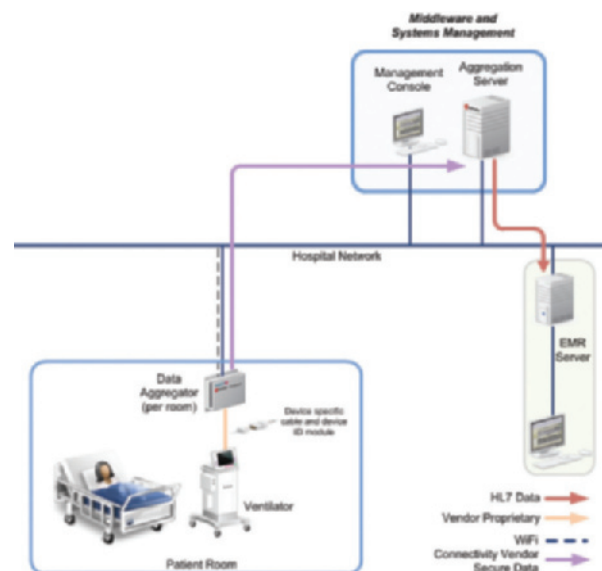 Middleware and
Systems Management
Management
Console
Aggregation
Server
Hospital Network
EMR
Server
Data
Aggregator
(per room)
Device specific
cable and device
ID module
Ventilator
Patient Room
HL7 Data
Vendor Proprietary
WiFi
Connectivity Vendor
Secure Data